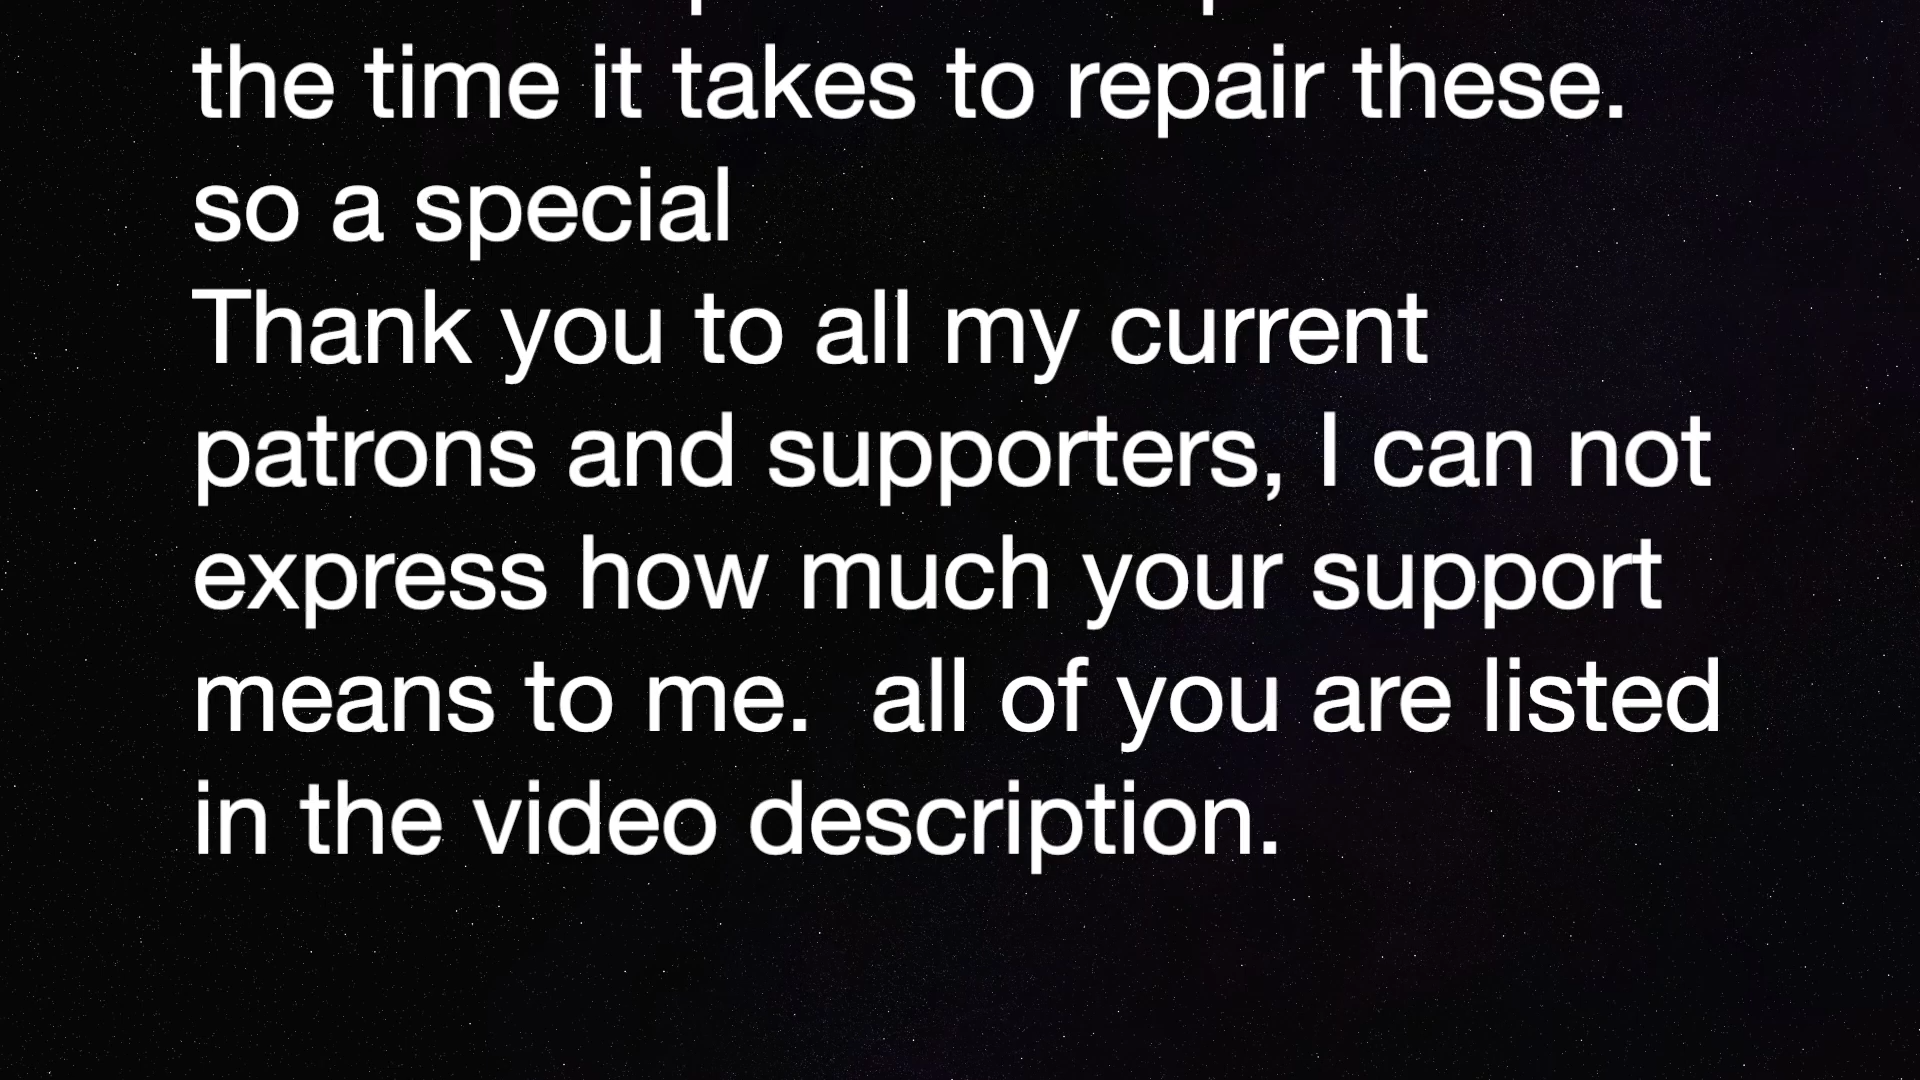 the time it takes to repair these.
so a special
Thank you to all my current
patrons and supporters, I can not
express how much your support
means to me.  all of you are listed
in the video description.